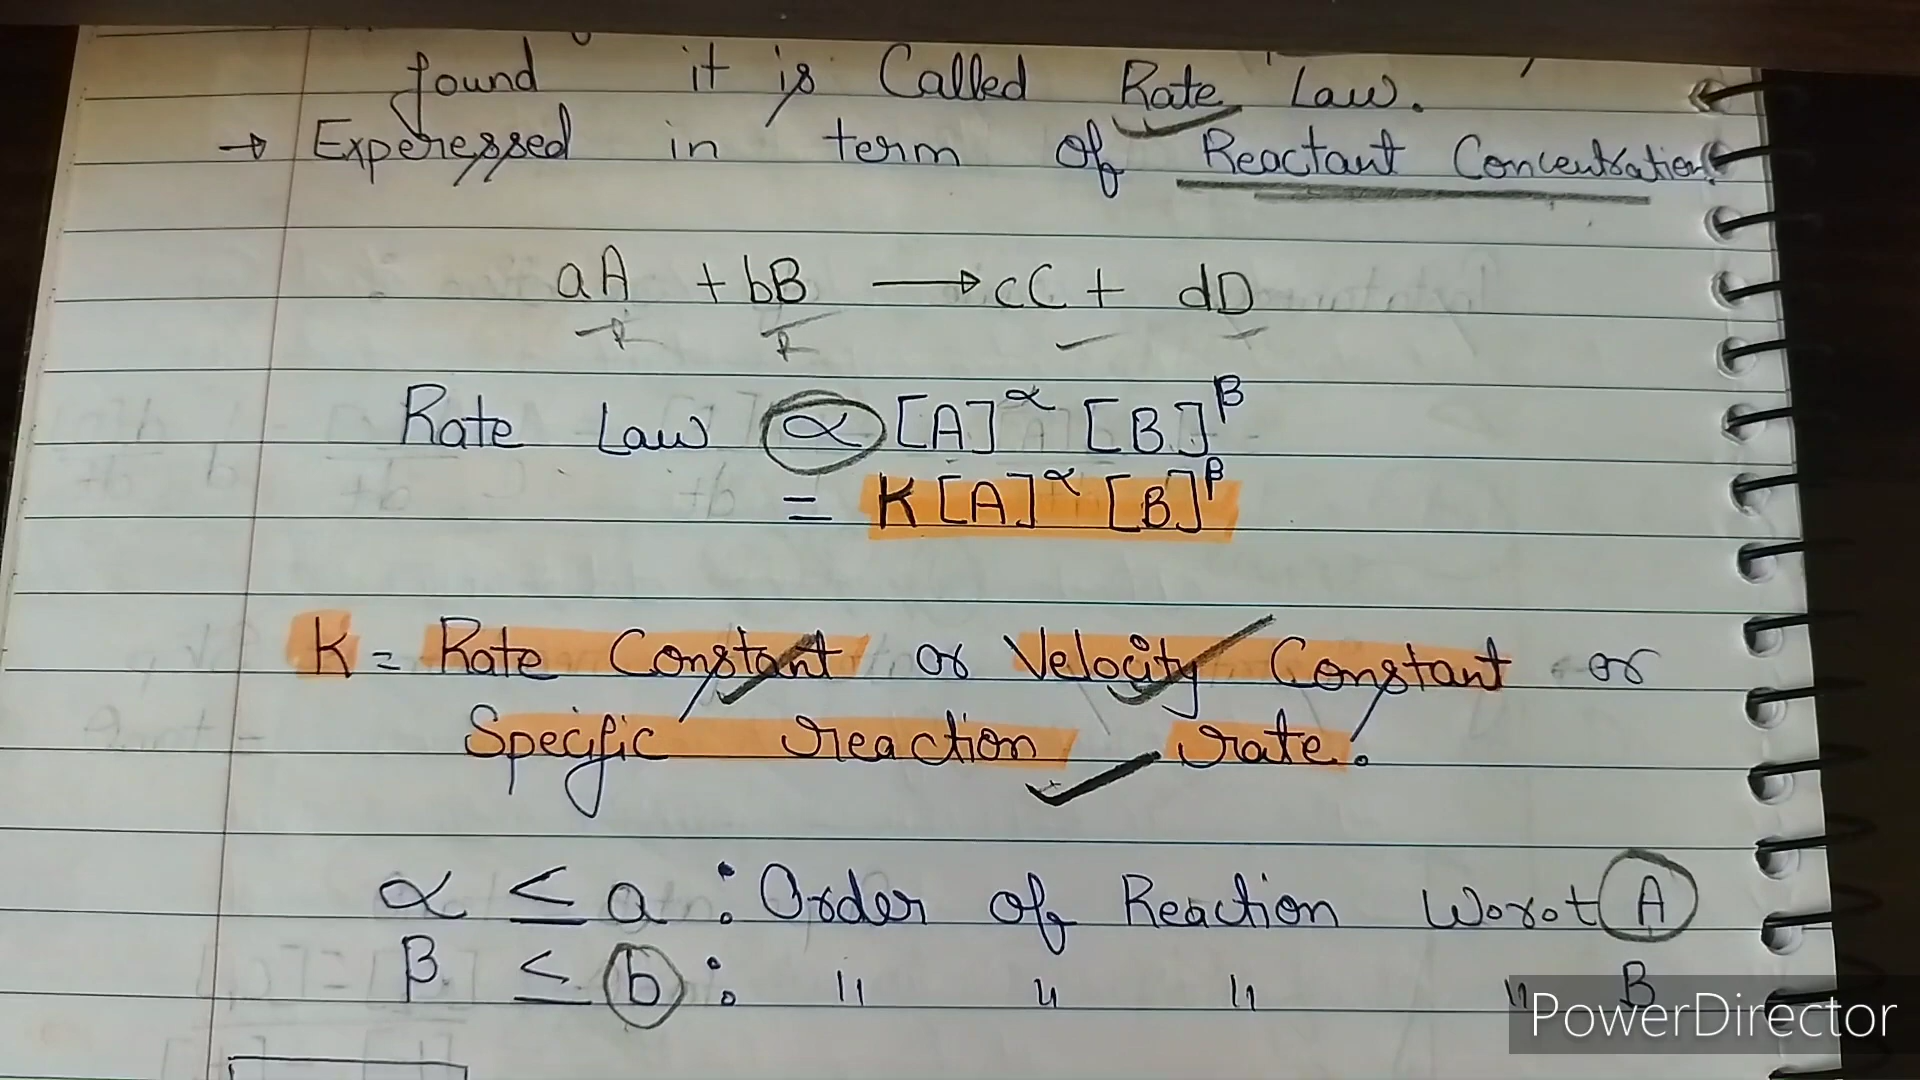 found it is Called Rate Law.
→ Experessed in term of Reactant Concentration.
aA + bB → cC + dD
R R
Rate Law ∝ [A]^α [B]^β
= K[A]^α [B]^β
K = Rate Constant or Velocity Constant or
Specific reaction rate.
α ≤ a : Order of Reaction w.r.t A
β ≤ b : 〃 〃 〃 〃 B
PowerDirector